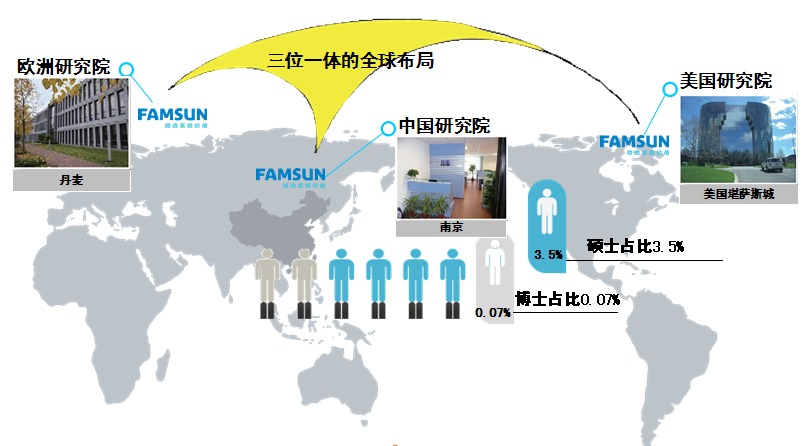 三位一体的全球布局
欧洲研究院
FAMSUN
丹麦
中国研究院
FAMSUN
南京
美国研究院
FAMSUN
美国堪萨斯城
3.5%
硕士占比3.5%
0.07%
博士占比0.07%